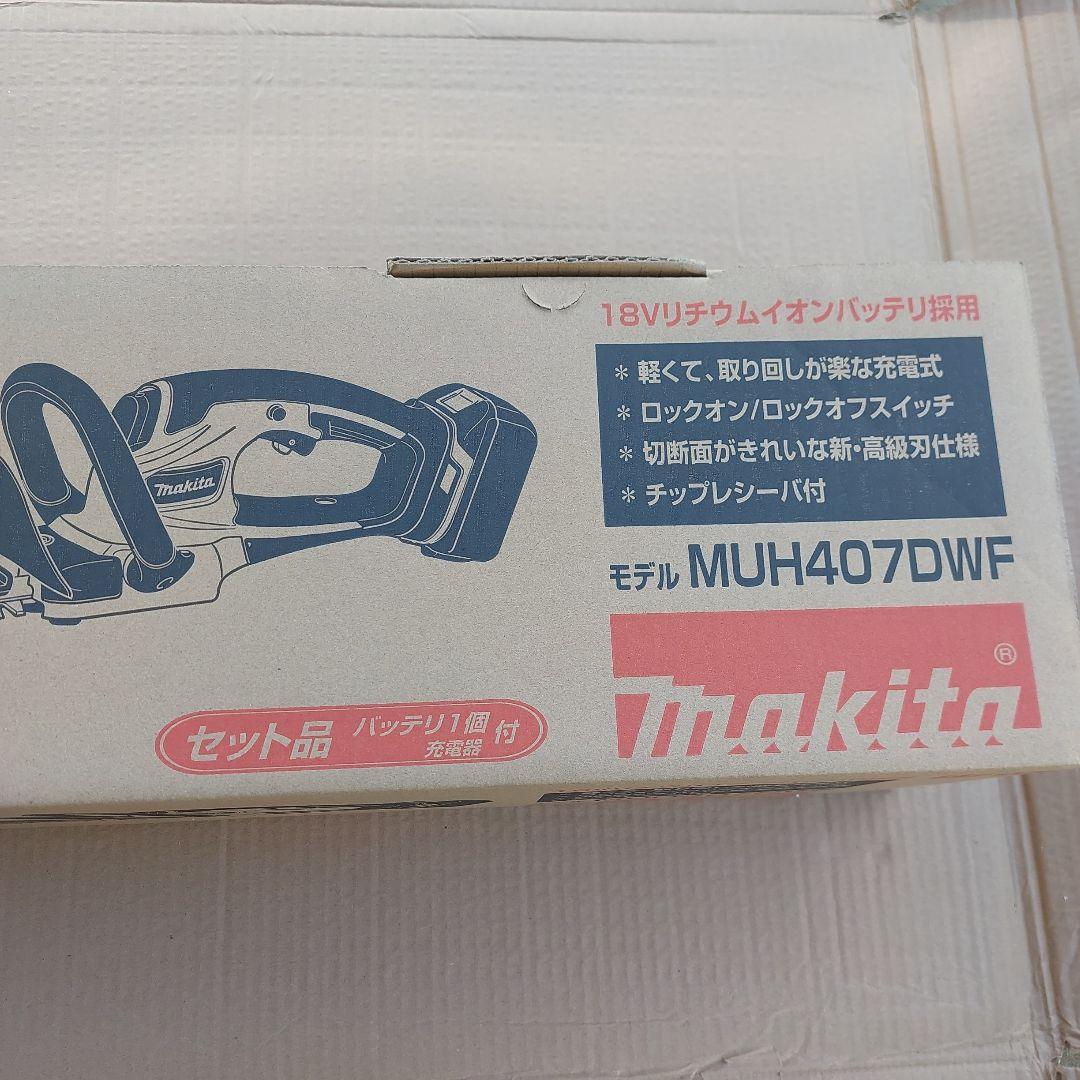 18Vリチウムイオンバッテリ採用
＊ 軽くて、取り回しが楽な充電式
＊ ロックオン/ロックオフスイッチ
＊ 切断面がきれいな新・高級刃仕様
＊ チップレシーバ付
makita
モデル MUH407DWF
makita®
セット品 バッテリ1個 充電器 付